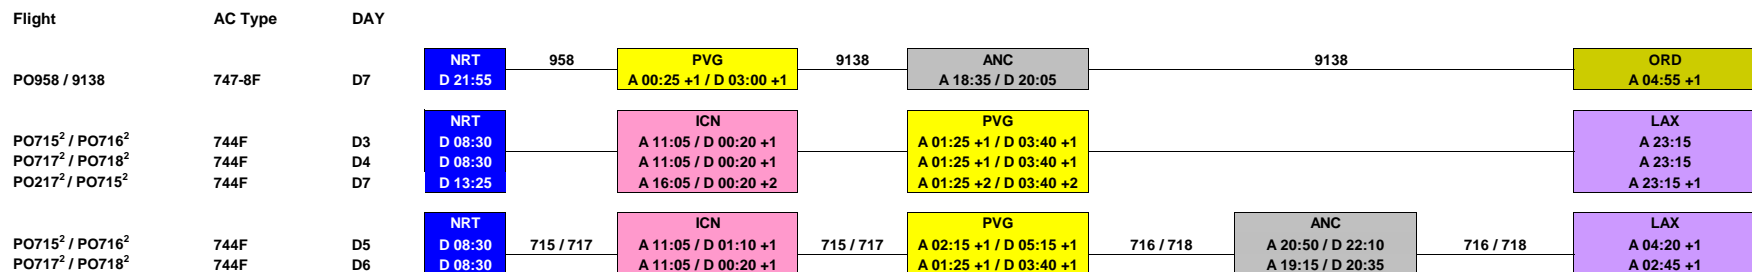 Flight AC Type DAY
NRT 958 PVG 9138 ANC 9138 ORD
PO958 / 9138 747-8F D7 D 21:55 A 00:25 +1 / D 03:00 +1 A 18:35 / D 20:05 A 04:55 +1
NRT ICN PVG LAX
PO715² / PO716² 744F D3 D 08:30 A 11:05 / D 00:20 +1 A 01:25 +1 / D 03:40 +1 A 23:15
PO717² / PO718² 744F D4 D 08:30 A 11:05 / D 00:20 +1 A 01:25 +1 / D 03:40 +1 A 23:15
PO217² / PO715² 744F D7 D 13:25 A 16:05 / D 00:20 +2 A 01:25 +2 / D 03:40 +2 A 23:15 +1
NRT ICN PVG ANC LAX
PO715² / PO716² 744F D5 D 08:30 715 / 717 A 11:05 / D 01:10 +1 715 / 717 A 02:15 +1 / D 05:15 +1 716 / 718 A 20:50 / D 22:10 716 / 718 A 04:20 +1
PO717² / PO718² 744F D6 D 08:30 A 11:05 / D 00:20 +1 A 01:25 +1 / D 03:40 +1 A 19:15 / D 20:35 A 02:45 +1